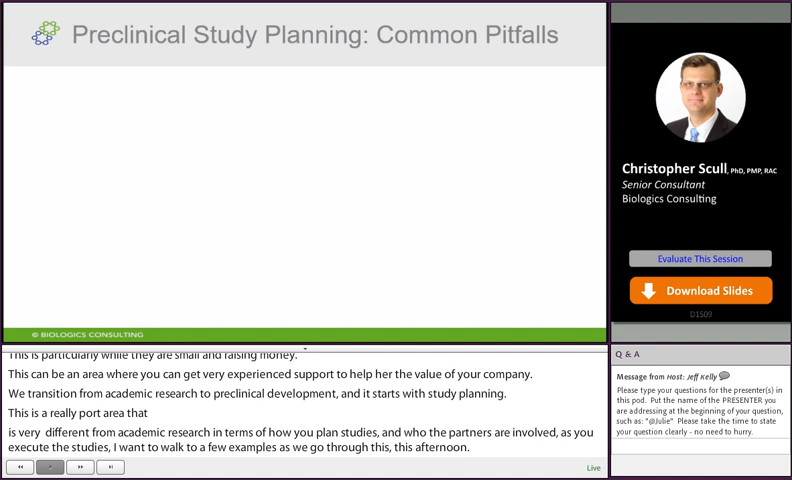 Preclinical Study Planning: Common Pitfalls
© BIOLOGICS CONSULTING
Christopher Scull, PhD, PMP, RAC
Senior Consultant
Biologics Consulting
Evaluate This Session
Download Slides
D1S09
This is particularly while they are small and raising money.
This can be an area where you can get very experienced support to help her the value of your company.
We transition from academic research to preclinical development, and it starts with study planning.
This is a really port area that
is very different from academic research in terms of how you plan studies, and who the partners are involved, as you
execute the studies, I want to walk to a few examples as we go through this, this afternoon.
Live
Q & A
Message from Host: Jeff Kelly
Please type your questions for the presenter(s) in
this pod. Put the name of the PRESENTER you
are addressing at the beginning of your question,
such as: "@Julie" Please take the time to state
your question clearly - no need to hurry.